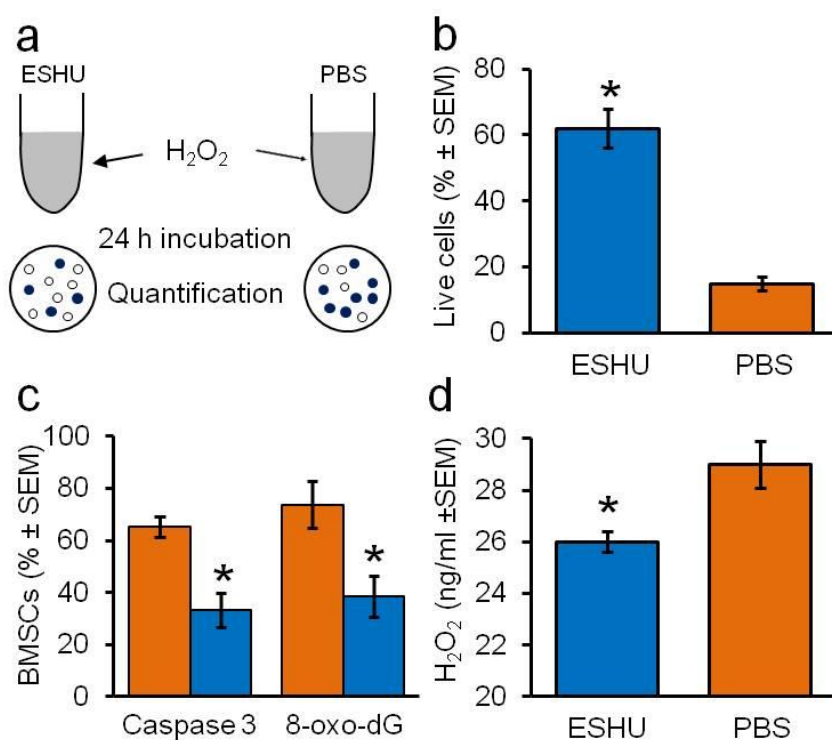 a
ESHU
PBS
H₂O₂
24 h incubation
Quantification
b
Live cells (% ± SEM)
80
60
40
20
0
*
ESHU
PBS
c
BMSCs (% ± SEM)
100
80
60
40
20
0
*
*
Caspase 3
8-oxo-dG
d
H₂O₂ (ng/ml ±SEM)
30
28
26
24
22
20
*
ESHU
PBS